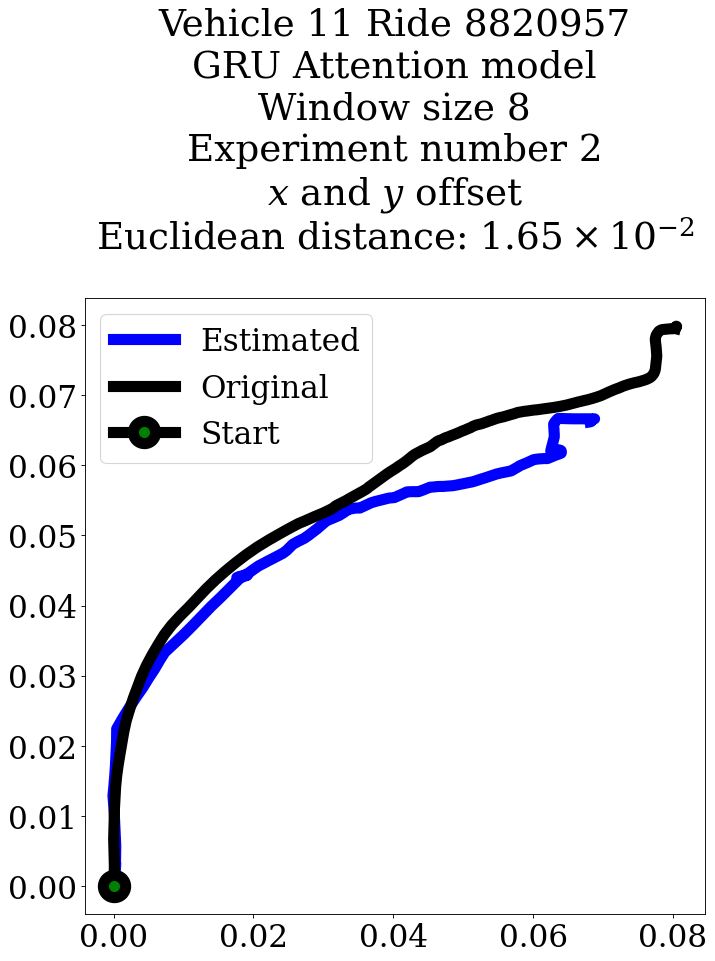 Vehicle 11 Ride 8820957
GRU Attention model
Window size 8
Experiment number 2
x and y offset
Euclidean distance: 1.65 × 10⁻²
Estimated
Original
Start
0.08
0.07
0.06
0.05
0.04
0.03
0.02
0.01
0.00
0.00 0.02 0.04 0.06 0.08